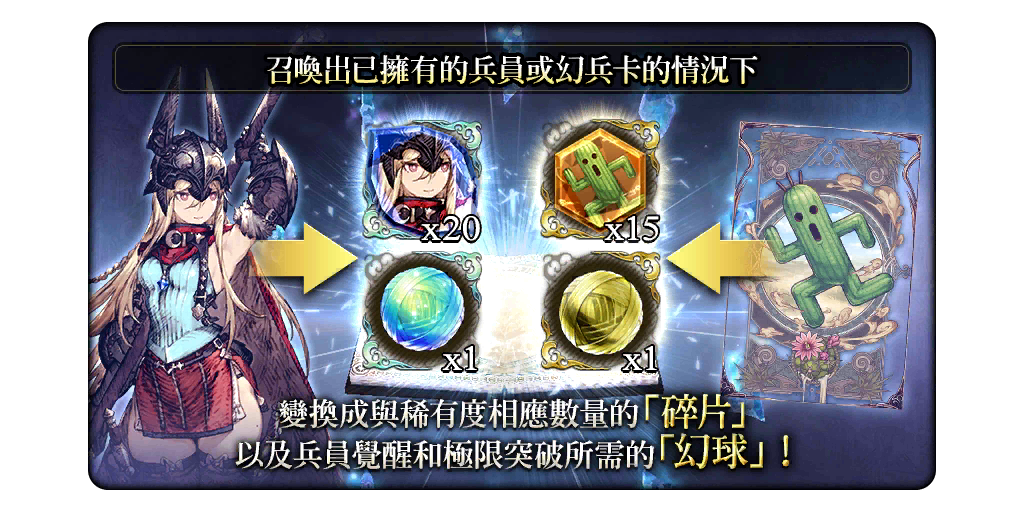 召喚出已擁有的兵員或幻兵卡的情況下
x20
x15
x1
x1
變換成與稀有度相應數量的「碎片」
以及兵員覺醒和極限突破所需的「幻球」！